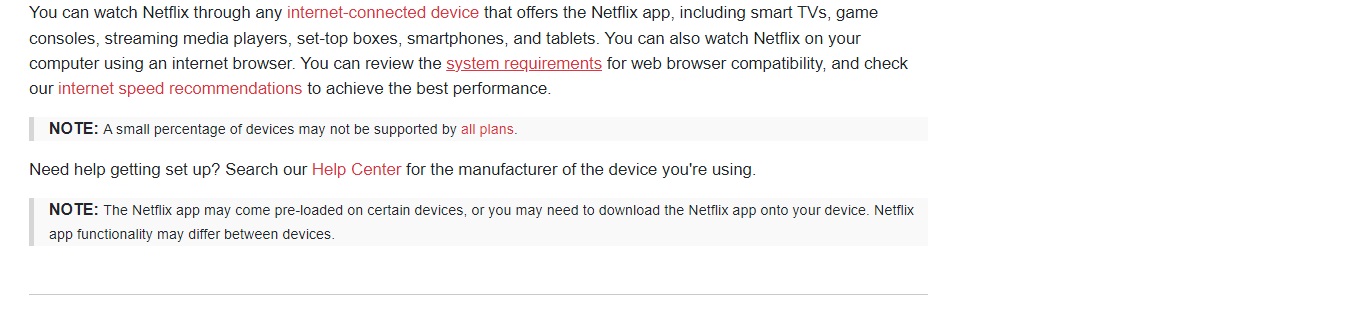 You can watch Netflix through any internet-connected device that offers the Netflix app, including smart TVs, game
consoles, streaming media players, set-top boxes, smartphones, and tablets. You can also watch Netflix on your
computer using an internet browser. You can review the system requirements for web browser compatibility, and check
our internet speed recommendations to achieve the best performance.
NOTE: A small percentage of devices may not be supported by all plans.
Need help getting set up? Search our Help Center for the manufacturer of the device you're using.
NOTE: The Netflix app may come pre-loaded on certain devices, or you may need to download the Netflix app onto your device. Netflix
app functionality may differ between devices.